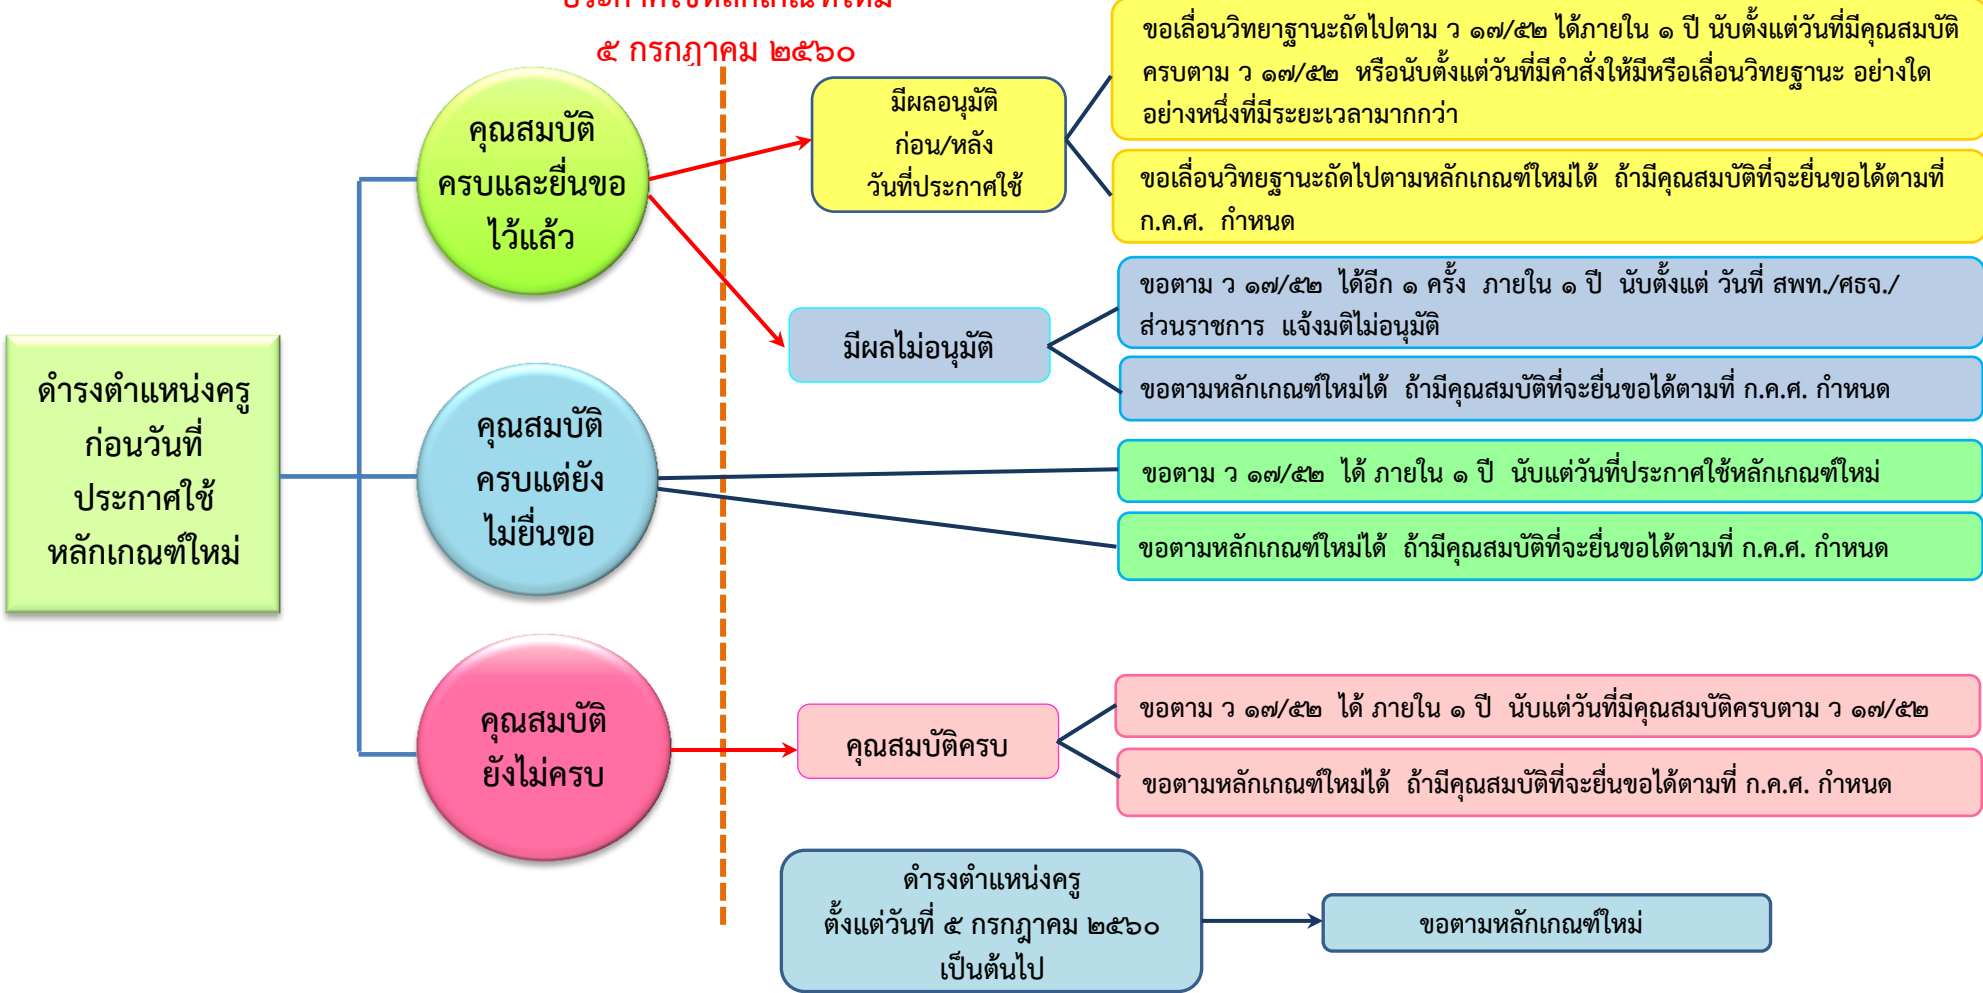 ประกาศใช้หลักเกณฑ์ใหม่
๕ กรกฎาคม ๒๕๖๐
ดำรงตำแหน่งครู
ก่อนวันที่
ประกาศใช้
หลักเกณฑ์ใหม่
คุณสมบัติ
ครบและยื่นขอ
ไว้แล้ว
มีผลอนุมัติ
ก่อน/หลัง
วันที่ประกาศใช้
ขอเลื่อนวิทยาฐานะถัดไปตาม ว ๑๗/๕๒ ได้ภายใน ๑ ปี นับตั้งแต่วันที่มีคุณสมบัติ
ครบตาม ว ๑๗/๕๒ หรือนับตั้งแต่วันที่มีคำสั่งให้มีหรือเลื่อนวิทยฐานะ อย่างใด
อย่างหนึ่งที่มีระยะเวลามากกว่า
ขอเลื่อนวิทยฐานะถัดไปตามหลักเกณฑ์ใหม่ได้ ถ้ามีคุณสมบัติที่จะยื่นขอได้ตามที่
ก.ค.ศ. กำหนด
มีผลไม่อนุมัติ
ขอตาม ว ๑๗/๕๒ ได้อีก ๑ ครั้ง ภายใน ๑ ปี นับตั้งแต่ วันที่ สพท./ศธจ./
ส่วนราชการ แจ้งมติไม่อนุมัติ
ขอตามหลักเกณฑ์ใหม่ได้ ถ้ามีคุณสมบัติที่จะยื่นขอได้ตามที่ ก.ค.ศ. กำหนด
คุณสมบัติ
ครบแต่ยัง
ไม่ยื่นขอ
ขอตาม ว ๑๗/๕๒ ได้ ภายใน ๑ ปี นับแต่วันที่ประกาศใช้หลักเกณฑ์ใหม่
ขอตามหลักเกณฑ์ใหม่ได้ ถ้ามีคุณสมบัติที่จะยื่นขอได้ตามที่ ก.ค.ศ. กำหนด
คุณสมบัติ
ยังไม่ครบ
คุณสมบัติครบ
ขอตาม ว ๑๗/๕๒ ได้ ภายใน ๑ ปี นับแต่วันที่มีคุณสมบัติครบตาม ว ๑๗/๕๒
ขอตามหลักเกณฑ์ใหม่ได้ ถ้ามีคุณสมบัติที่จะยื่นขอได้ตามที่ ก.ค.ศ. กำหนด
ดำรงตำแหน่งครู
ตั้งแต่วันที่ ๕ กรกฎาคม ๒๕๖๐
เป็นต้นไป
ขอตามหลักเกณฑ์ใหม่